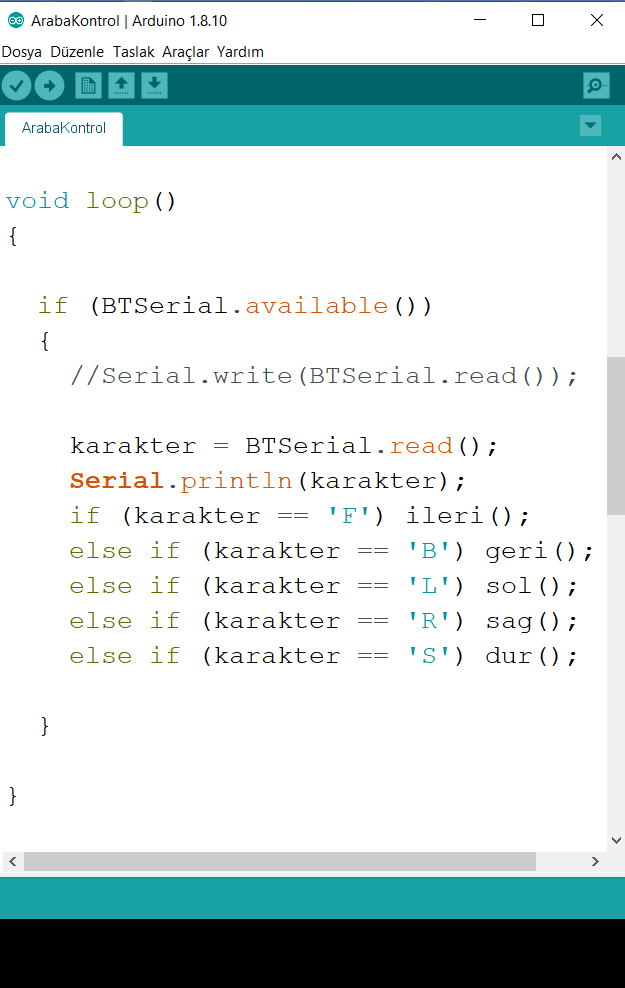 ArabaKontrol | Arduino 1.8.10
Dosya Düzenle Taslak Araçlar Yardım
ArabaKontrol
void loop()
{
if (BTSerial.available())
{
//Serial.write(BTSerial.read());
karakter = BTSerial.read();
Serial.println(karakter);
if (karakter == 'F') ileri();
else if (karakter == 'B') geri();
else if (karakter == 'L') sol();
else if (karakter == 'R') sag();
else if (karakter == 'S') dur();
}
}